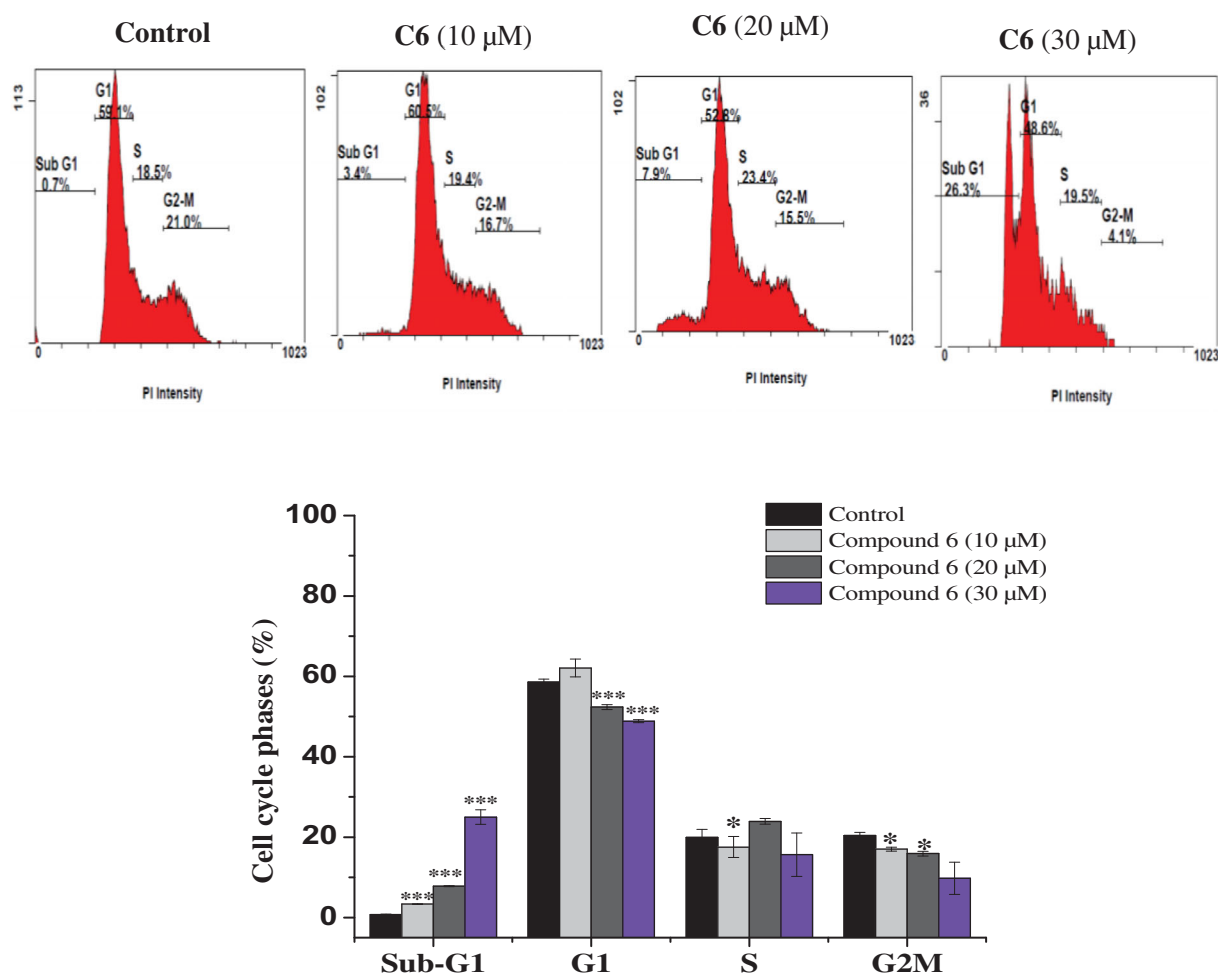 Control
C6 (10 µM)
C6 (20 µM)
C6 (30 µM)
113
G1
59.1%
Sub G1
0.7%
S
18.5%
G2-M
21.0%
0
1023
PI Intensity
102
G1
60.5%
Sub G1
3.4%
S
19.4%
G2-M
16.7%
0
1023
PI Intensity
102
G1
52.8%
Sub G1
7.9%
S
23.4%
G2-M
15.5%
0
1023
PI Intensity
36
G1
48.6%
Sub G1
26.3%
S
19.5%
G2-M
4.1%
0
1023
PI Intensity
Cell cycle phases (%)
100
80
60
40
20
0
Control
Compound 6 (10 µM)
Compound 6 (20 µM)
Compound 6 (30 µM)
*** *** ***
*** ***
*
* *
Sub-G1 G1 S G2M